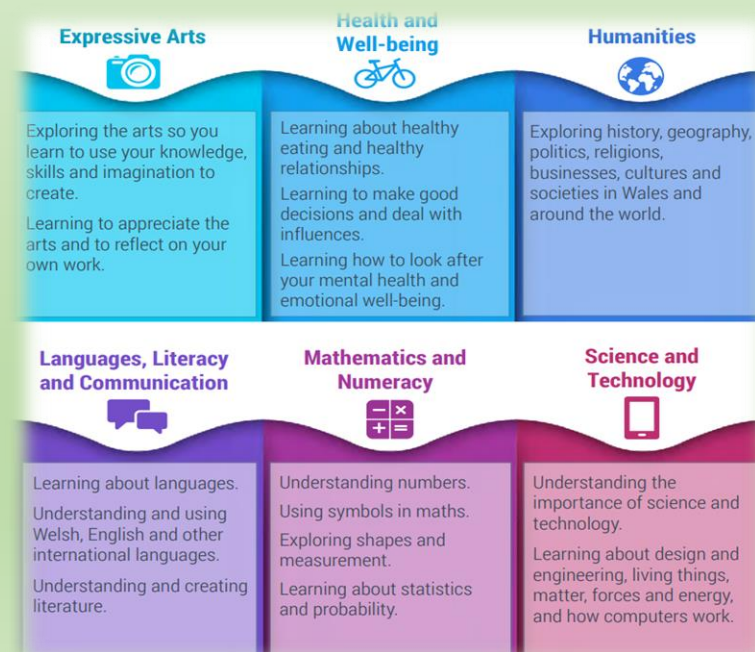 Expressive Arts
Exploring the arts so you
learn to use your knowledge,
skills and imagination to
create.
Learning to appreciate the
arts and to reflect on your
own work.
Health and
Well-being
Learning about healthy
eating and healthy
relationships.
Learning to make good
decisions and deal with
influences.
Learning how to look after
your mental health and
emotional well-being.
Humanities
Exploring history, geography,
politics, religions,
businesses, cultures and
societies in Wales and
around the world.
Languages, Literacy
and Communication
Learning about languages.
Understanding and using
Welsh, English and other
international languages.
Understanding and creating
literature.
Mathematics and
Numeracy
Understanding numbers.
Using symbols in maths.
Exploring shapes and
measurement.
Learning about statistics
and probability.
Science and
Technology
Understanding the
importance of science and
technology.
Learning about design and
engineering, living things,
matter, forces and energy,
and how computers work.